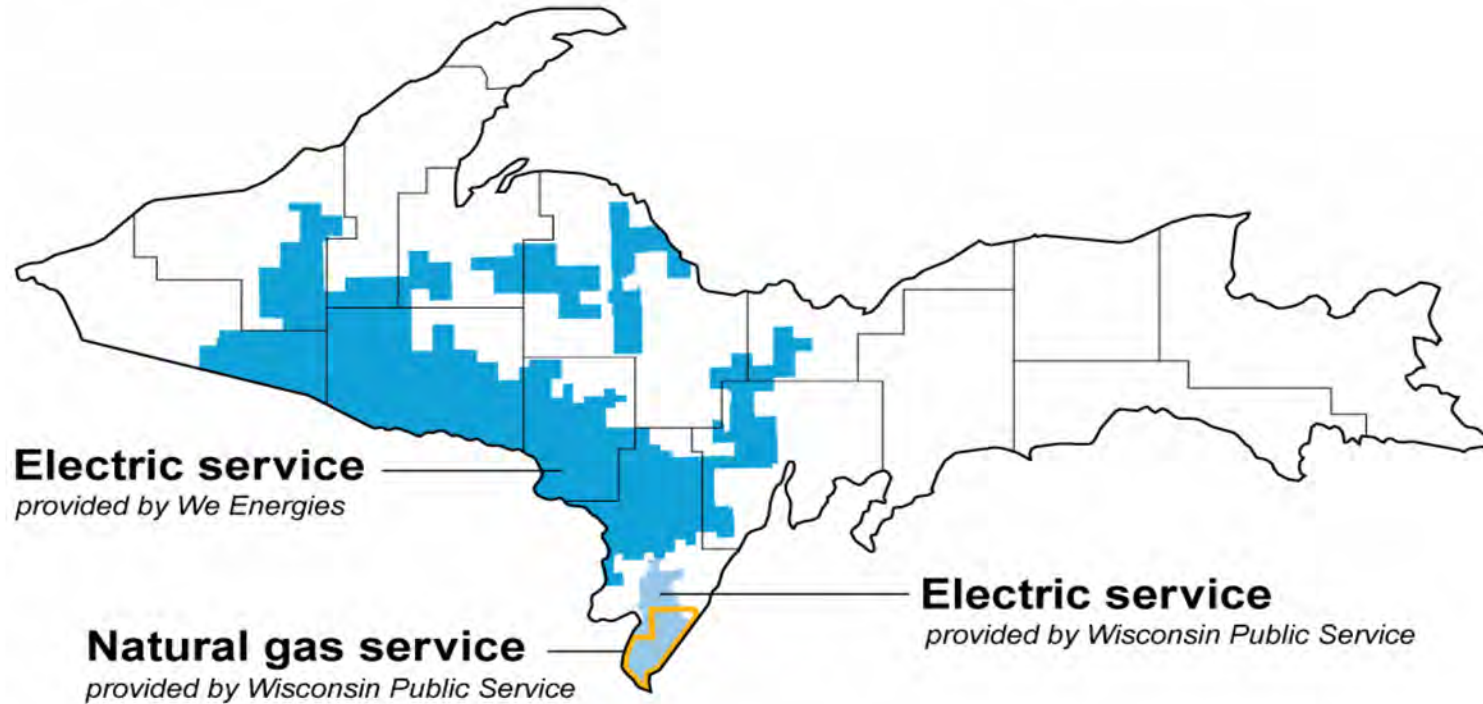 Electric service
provided by We Energies
Electric service
provided by Wisconsin Public Service
Natural gas service
provided by Wisconsin Public Service